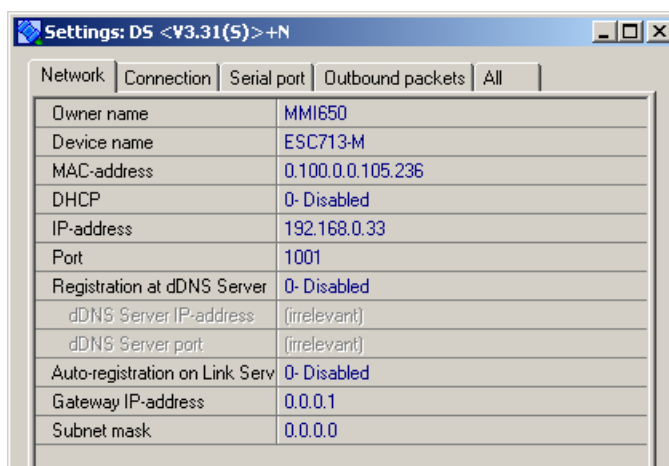 Settings: DS <V3.31(S)>+N
Network Connection Serial port Outbound packets All
Owner name MMI650
Device name ESC713-M
MAC-address 0.100.0.0.105.236
DHCP 0- Disabled
IP-address 192.168.0.33
Port 1001
Registration at dDNS Server 0- Disabled
dDNS Server IP-address (irrelevant)
dDNS Server port (irrelevant)
Auto-registration on Link Serv 0- Disabled
Gateway IP-address 0.0.0.1
Subnet mask 0.0.0.0